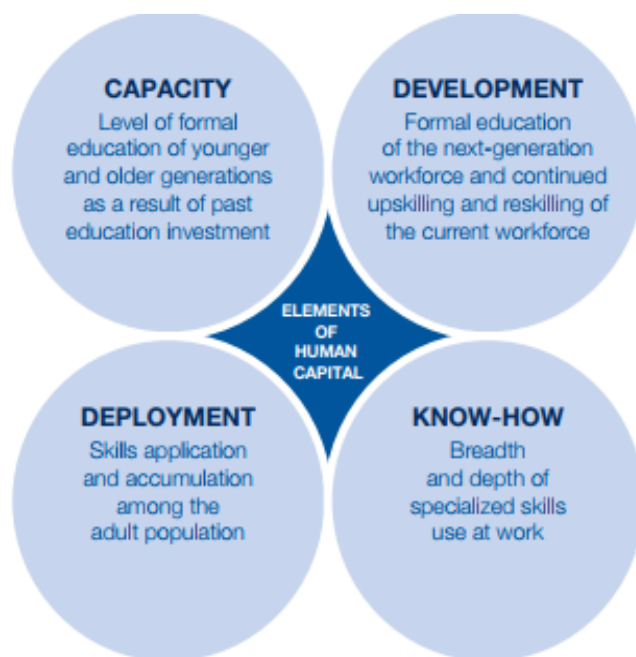 CAPACITY
Level of formal
education of younger
and older generations
as a result of past
education investment
DEVELOPMENT
Formal education
of the next-generation
workforce and continued
upskilling and reskilling of
the current workforce
ELEMENTS
OF
HUMAN
CAPITAL
DEPLOYMENT
Skills application
and accumulation
among the
adult population
KNOW-HOW
Breadth
and depth of
specialized skills
use at work